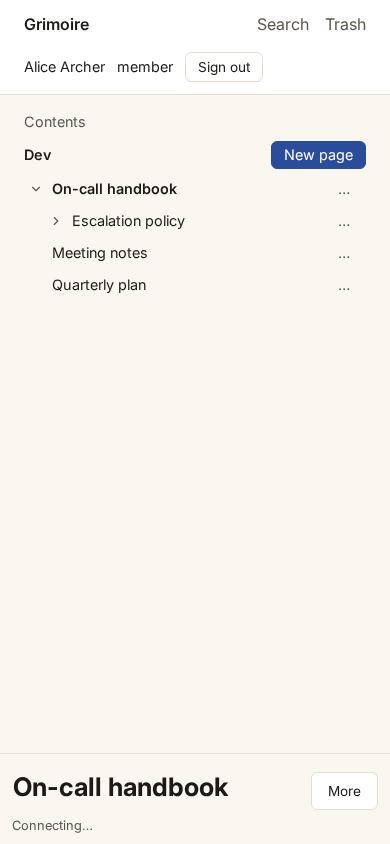 Grimoire Search Trash
Alice Archer member Sign out
Contents
Dev New page
On-call handbook ...
Escalation policy ...
Meeting notes ...
Quarterly plan ...
On-call handbook More
Connecting...